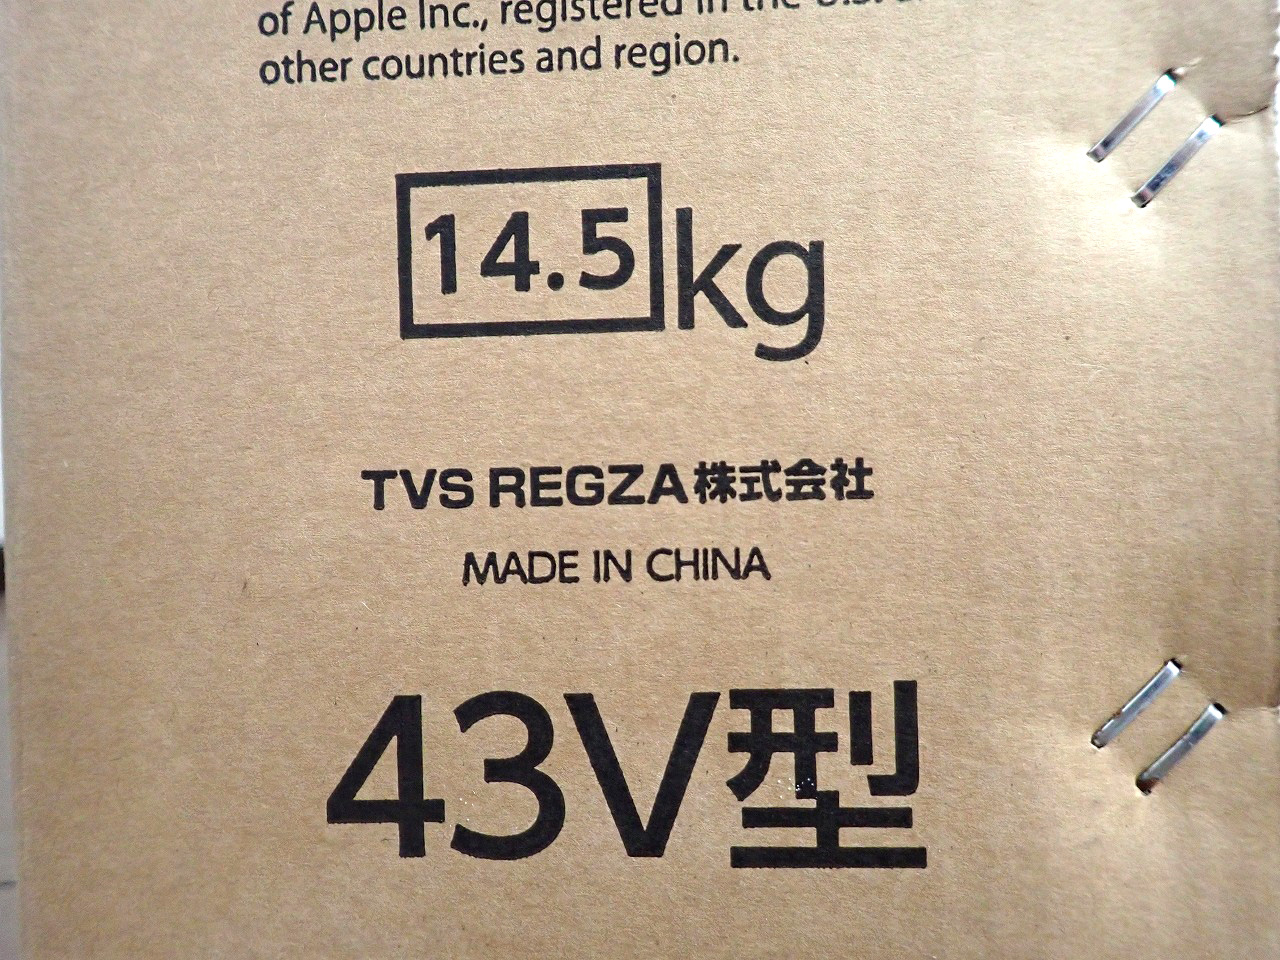 of Apple Inc., registered in the U.S.
other countries and region.
14.5kg
TVS REGZA株式会社
MADE IN CHINA
43V型